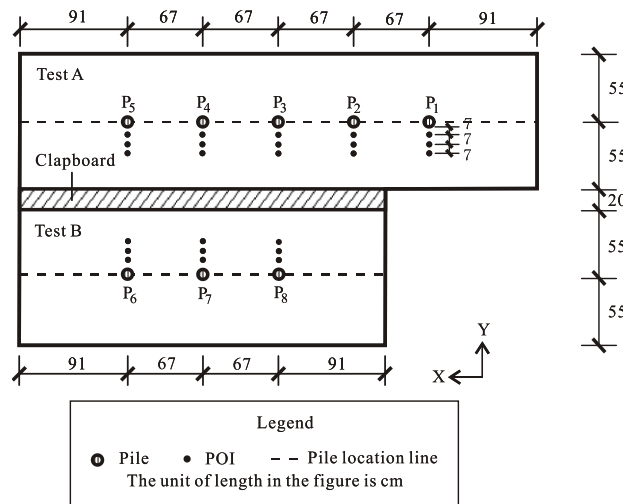 91 67 67 67 67 91
Test A
P5 P4 P3 P2 P1
7
7
7
Clapboard
Test B
P6 P7 P8
55
55
20
55
55
91 67 67 91
Y
X
Legend
Pile POI Pile location line
The unit of length in the figure is cm